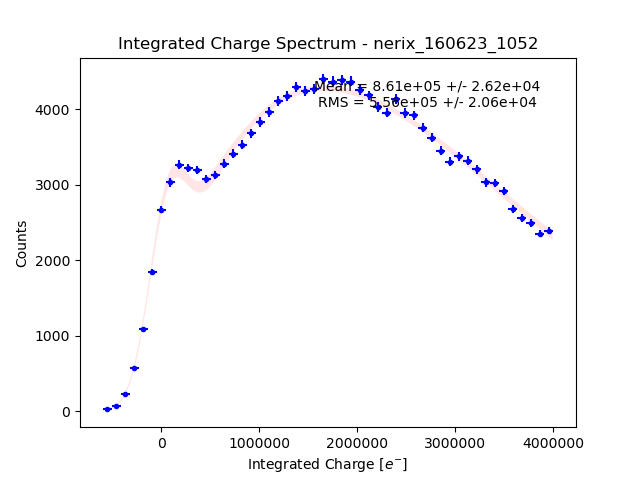 Integrated Charge Spectrum - nerix_160623_1052
Mean = 8.61e+05 +/- 2.62e+04
RMS = 5.56e+05 +/- 2.06e+04
Counts
4000
3000
2000
1000
0
0 1000000 2000000 3000000 4000000
Integrated Charge [e⁻]